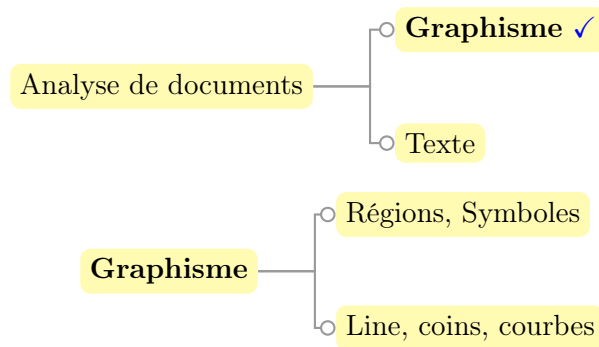 Graphisme ✓
Analyse de documents
Texte
Régions, Symboles
Graphisme
Line, coins, courbes